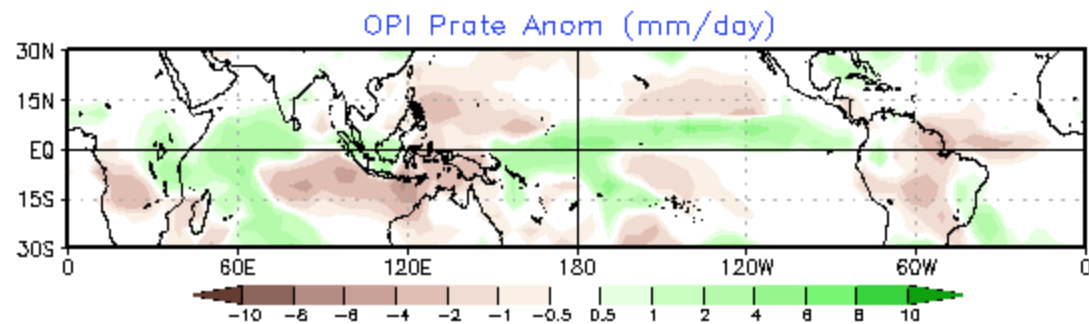 OPI Prate Anom (mm/day)
30N
15N
EQ
15S
30S
0 60E 120E 180 120W 60W 0
-10 -8 -6 -4 -2 -1 -0.5 0.5 1 2 4 6 8 10